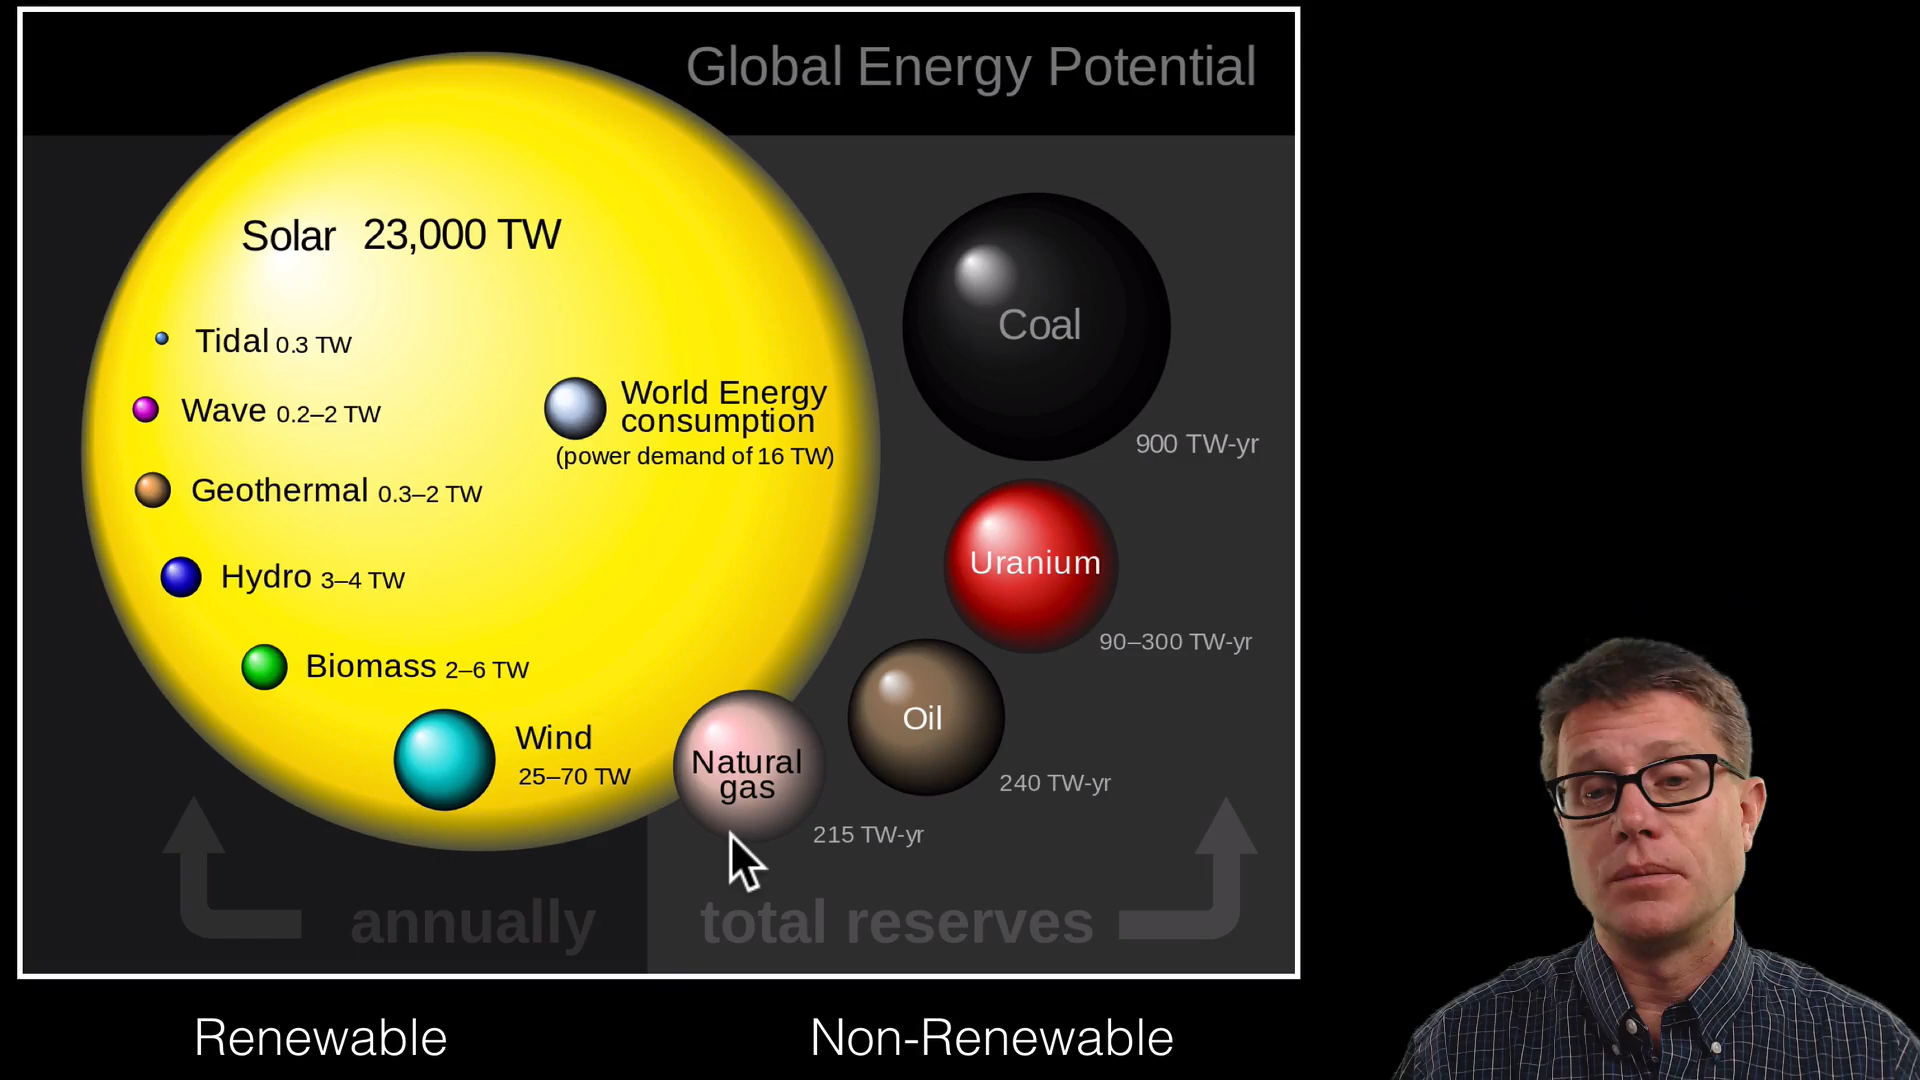 Global Energy Potential
Solar 23,000 TW
Tidal 0.3 TW
Wave 0.2–2 TW
Geothermal 0.3–2 TW
Hydro 3–4 TW
Biomass 2–6 TW
Wind
25–70 TW
World Energy
consumption
(power demand of 16 TW)
Coal
900 TW-yr
Uranium
90–300 TW-yr
Oil
240 TW-yr
Natural
gas
215 TW-yr
annually
total reserves
Renewable
Non-Renewable